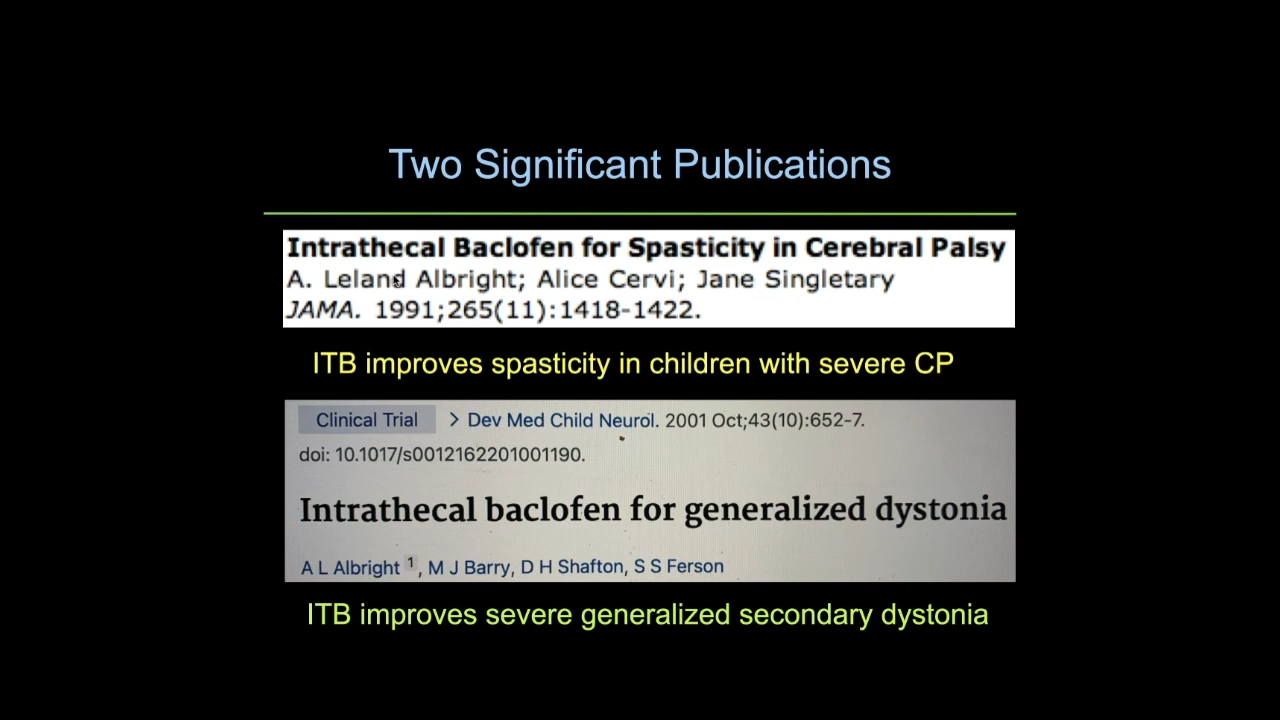 Two Significant Publications
Intrathecal Baclofen for Spasticity in Cerebral Palsy
A. Leland Albright; Alice Cervi; Jane Singletary
JAMA. 1991;265(11):1418-1422.
ITB improves spasticity in children with severe CP
Clinical Trial > Dev Med Child Neurol. 2001 Oct;43(10):652-7.
doi: 10.1017/s0012162201001190.
Intrathecal baclofen for generalized dystonia
A L Albright 1, M J Barry, D H Shafton, S S Ferson
ITB improves severe generalized secondary dystonia